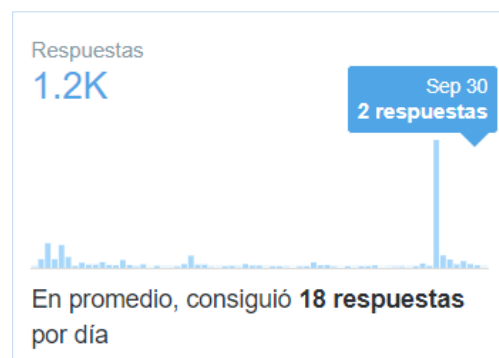 Respuestas
1.2K
Sep 30
2 respuestas
En promedio, consiguió 18 respuestas
por día